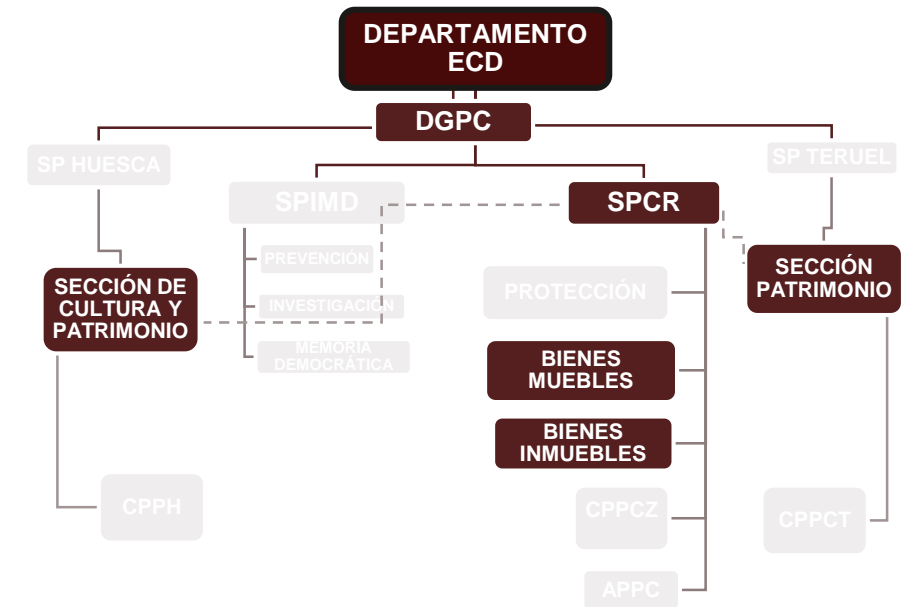 DEPARTAMENTO
ECD
DGPC
SP HUESCA
SP TERUEL
SPIMD
SPCR
PREVENCIÓN
INVESTIGACIÓN
MEMORIA
DEMOCRÁTICA
SECCIÓN DE
CULTURA Y
PATRIMONIO
SECCIÓN
PATRIMONIO
PROTECCIÓN
BIENES
MUEBLES
BIENES
INMUEBLES
CPPH
CPPCZ
CPPCT
APPC